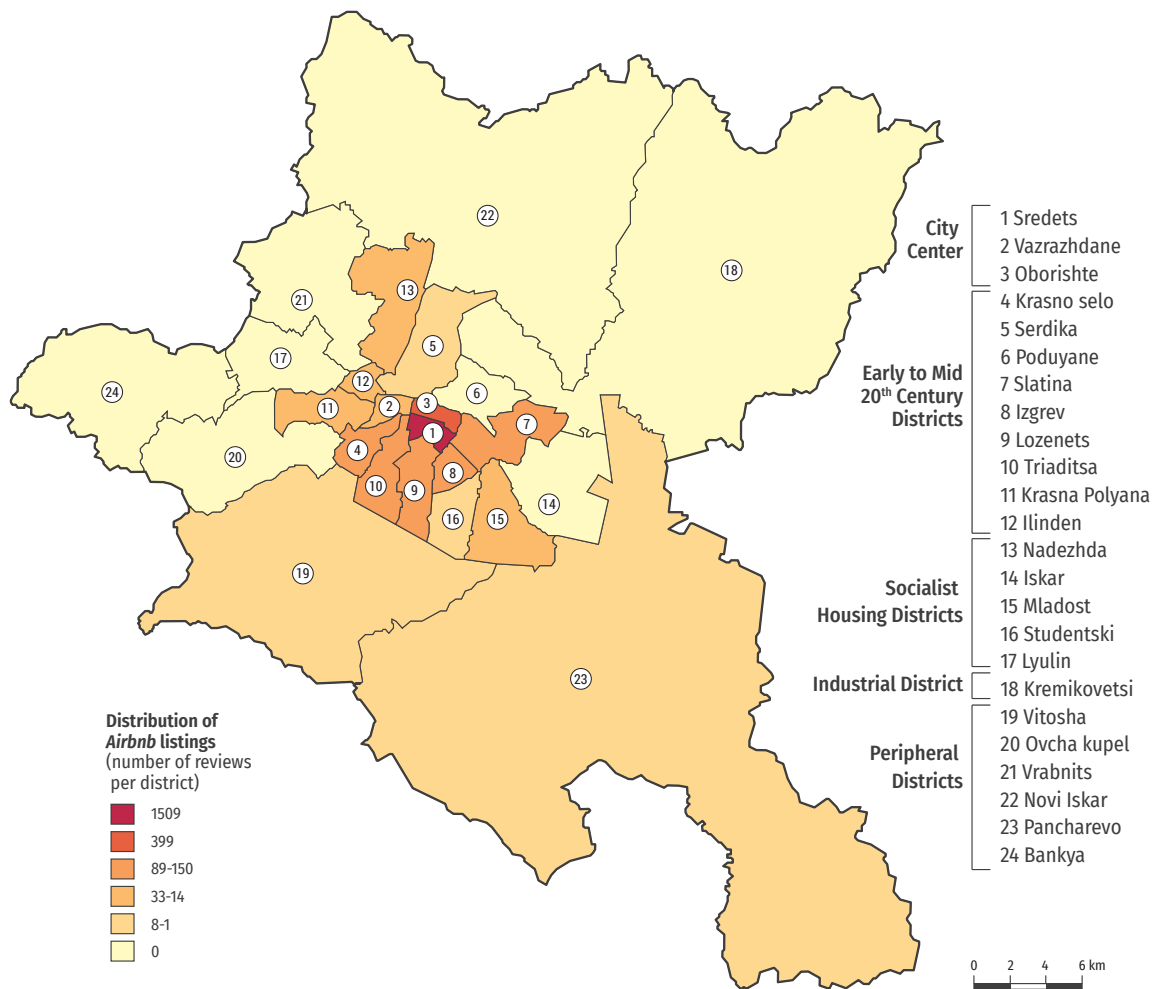 22
18
13
21
5
17
12
24
6
2
3
11
7
1
4
20
8
10
9
14
16
15
19
23
City
Center
1 Sredets
2 Vazrazhdane
3 Oborishte
Early to Mid
20th Century
Districts
4 Krasno selo
5 Serdika
6 Poduyane
7 Slatina
8 Izgrev
9 Lozenets
10 Triaditsa
11 Krasna Polyana
12 Ilinden
Socialist
Housing Districts
13 Nadezhda
14 Iskar
15 Mladost
16 Studentski
17 Lyulin
Industrial District
18 Kremikovetsi
Peripheral
Districts
19 Vitosha
20 Ovcha kupel
21 Vrabnits
22 Novi Iskar
23 Pancharevo
24 Bankya
Distribution of
Airbnb listings
(number of reviews
per district)
1509
399
89-150
33-14
8-1
0
0 2 4 6 km